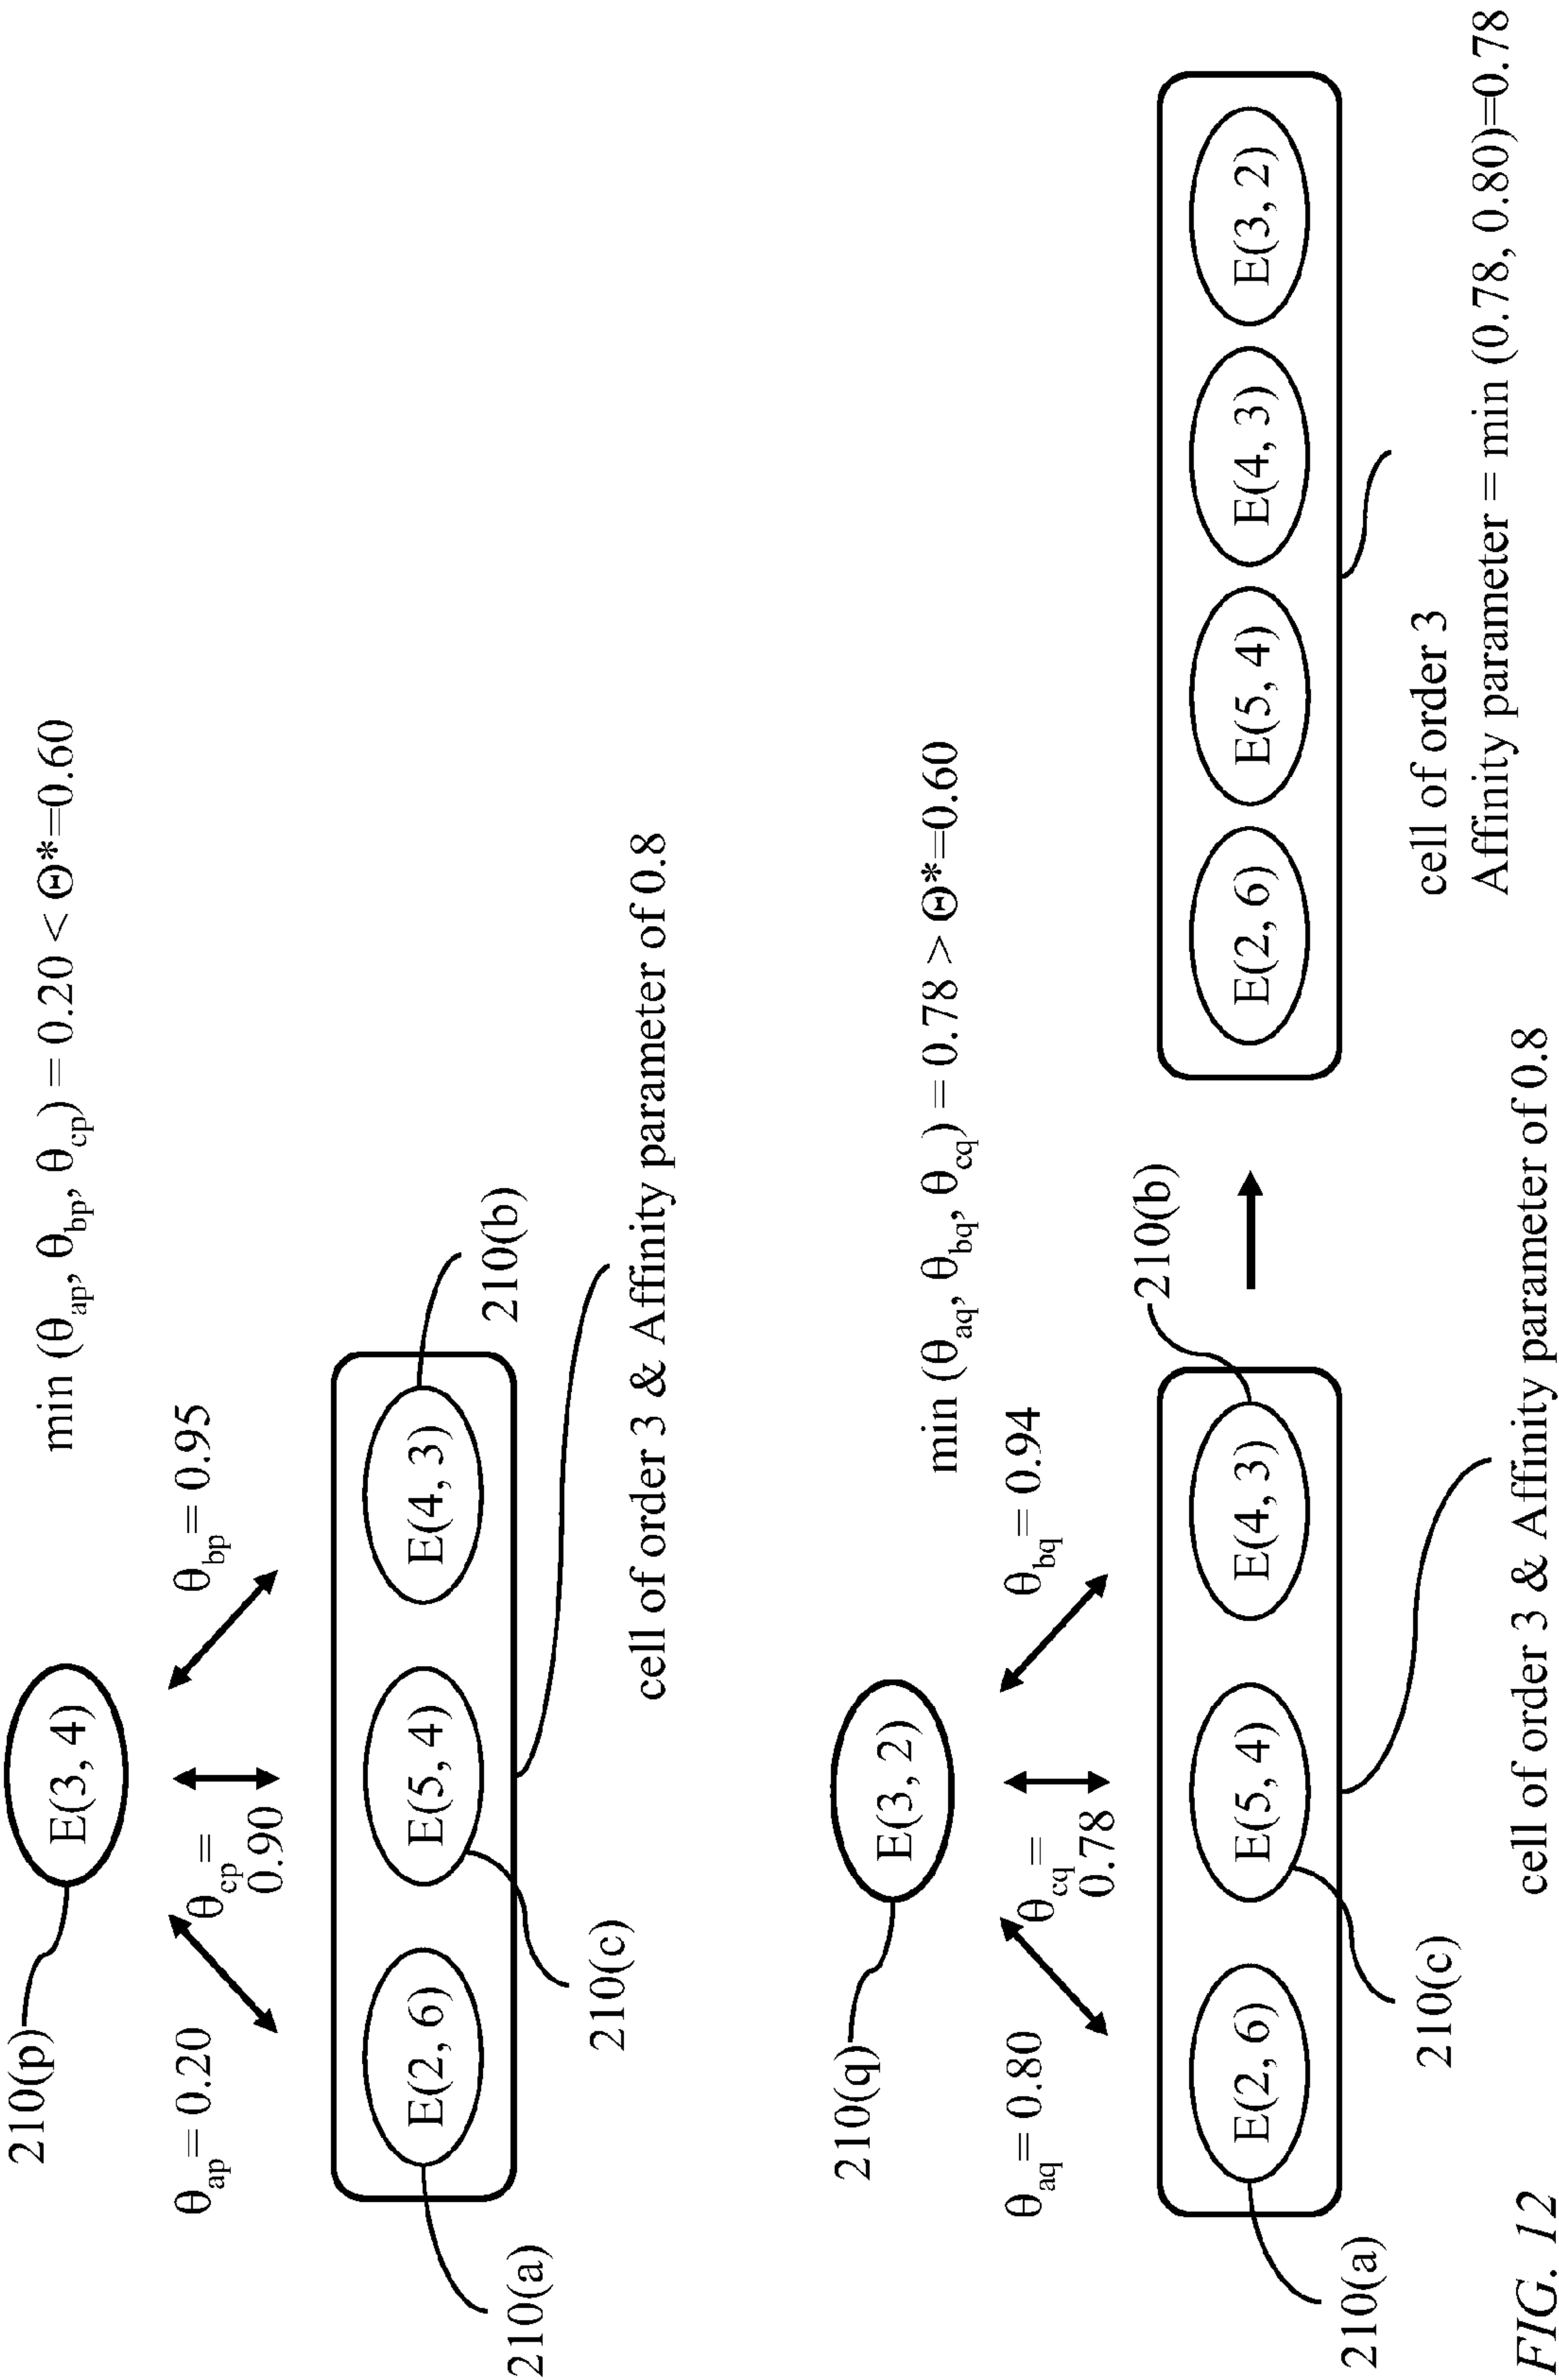 210(p)
E(3, 4)
min (θap, θbp, θcp) = 0.20 < Θ*=0.60
θap = 0.20
θcp =
0.90
θbp = 0.95
E(2, 6)
E(5, 4)
E(4, 3)
210(a)
210(c)
210(b)
cell of order 3 & Affinity parameter of 0.8
210(q)
E(3, 2)
min (θaq, θbq, θcq) = 0.78 > Θ*=0.60
θaq = 0.80
θcq =
0.78
θbq = 0.94
210(b)
E(2, 6)
E(5, 4)
E(4, 3)
E(2, 6)
E(5, 4)
E(4, 3)
E(3, 2)
210(a)
210(c)
cell of order 3 & Affinity parameter of 0.8
cell of order 3
Affinity parameter = min (0.78, 0.80)=0.78
FIG. 12